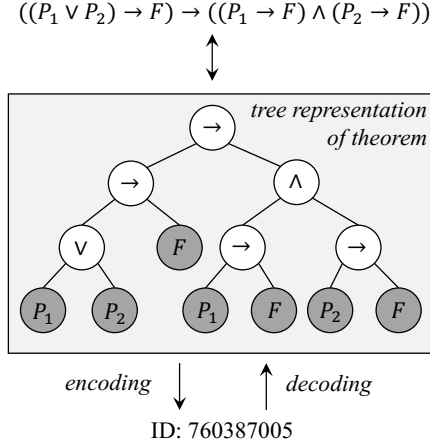 ((P₁ ∨ P₂) → F) → ((P₁ → F) ∧ (P₂ → F))
tree representation
of theorem
→
→ ∧
∨ F → →
P₁ P₂ P₁ F P₂ F
encoding decoding
ID: 760387005